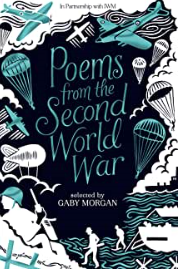 In Partnership with IWM
Poems
from the
Second
World
War
selected by
GABY MORGAN